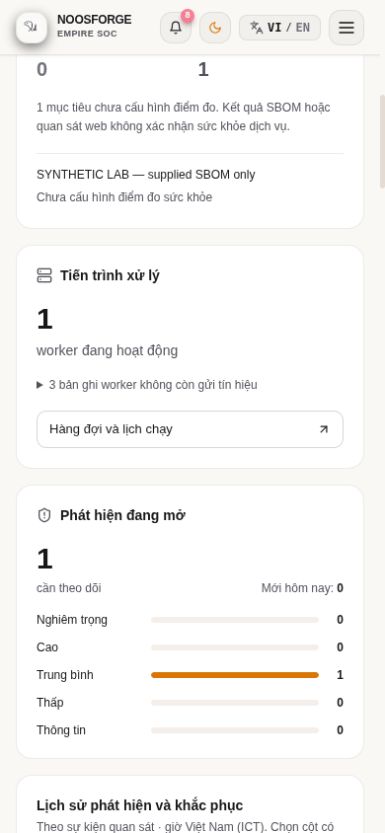 NOOSFORGE
EMPIRE SOC
8
VI / EN
0 1
1 mục tiêu chưa cấu hình điểm đo. Kết quả SBOM hoặc
quan sát web không xác nhận sức khỏe dịch vụ.
SYNTHETIC LAB — supplied SBOM only
Chưa cấu hình điểm đo sức khỏe
Tiến trình xử lý
1
worker đang hoạt động
3 bản ghi worker không còn gửi tín hiệu
Hàng đợi và lịch chạy
Phát hiện đang mở
1
cần theo dõi Mới hôm nay: 0
Nghiêm trọng 0
Cao 0
Trung bình 1
Thấp 0
Thông tin 0
Lịch sử phát hiện và khắc phục
Theo sự kiện quan sát · giờ Việt Nam (ICT). Chọn cột có